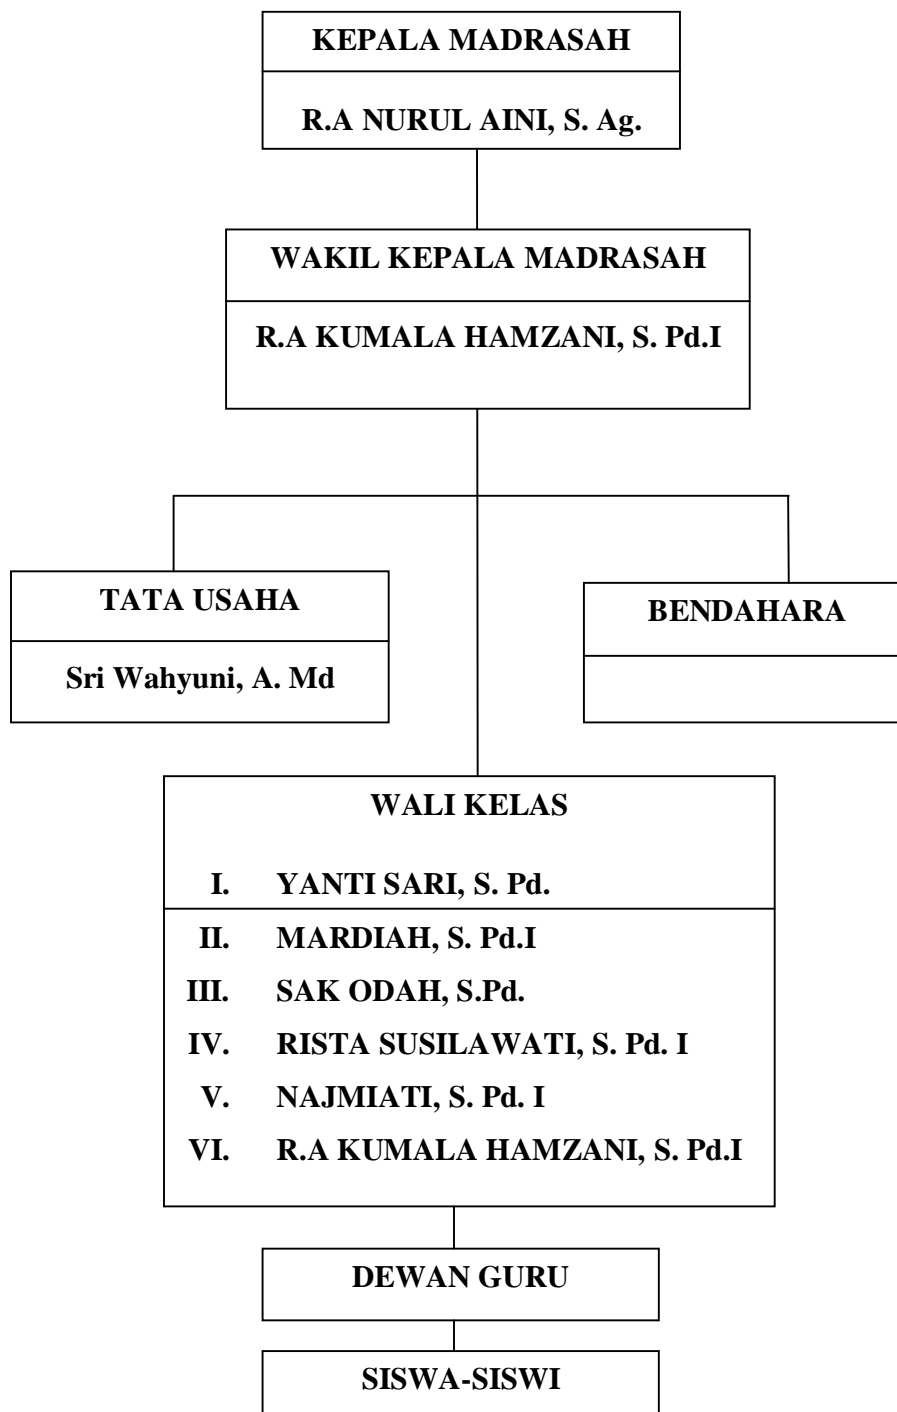 KEPALA MADRASAH
R.A NURUL AINI, S. Ag.
WAKIL KEPALA MADRASAH
R.A KUMALA HAMZANI, S. Pd.I
TATA USAHA
Sri Wahyuni, A. Md
BENDAHARA
WALI KELAS
I. YANTI SARI, S. Pd.
II. MARDIAH, S. Pd.I
III. SAK ODAH, S.Pd.
IV. RISTA SUSILAWATI, S. Pd. I
V. NAJMIATI, S. Pd. I
VI. R.A KUMALA HAMZANI, S. Pd.I
DEWAN GURU
SISWA-SISWI